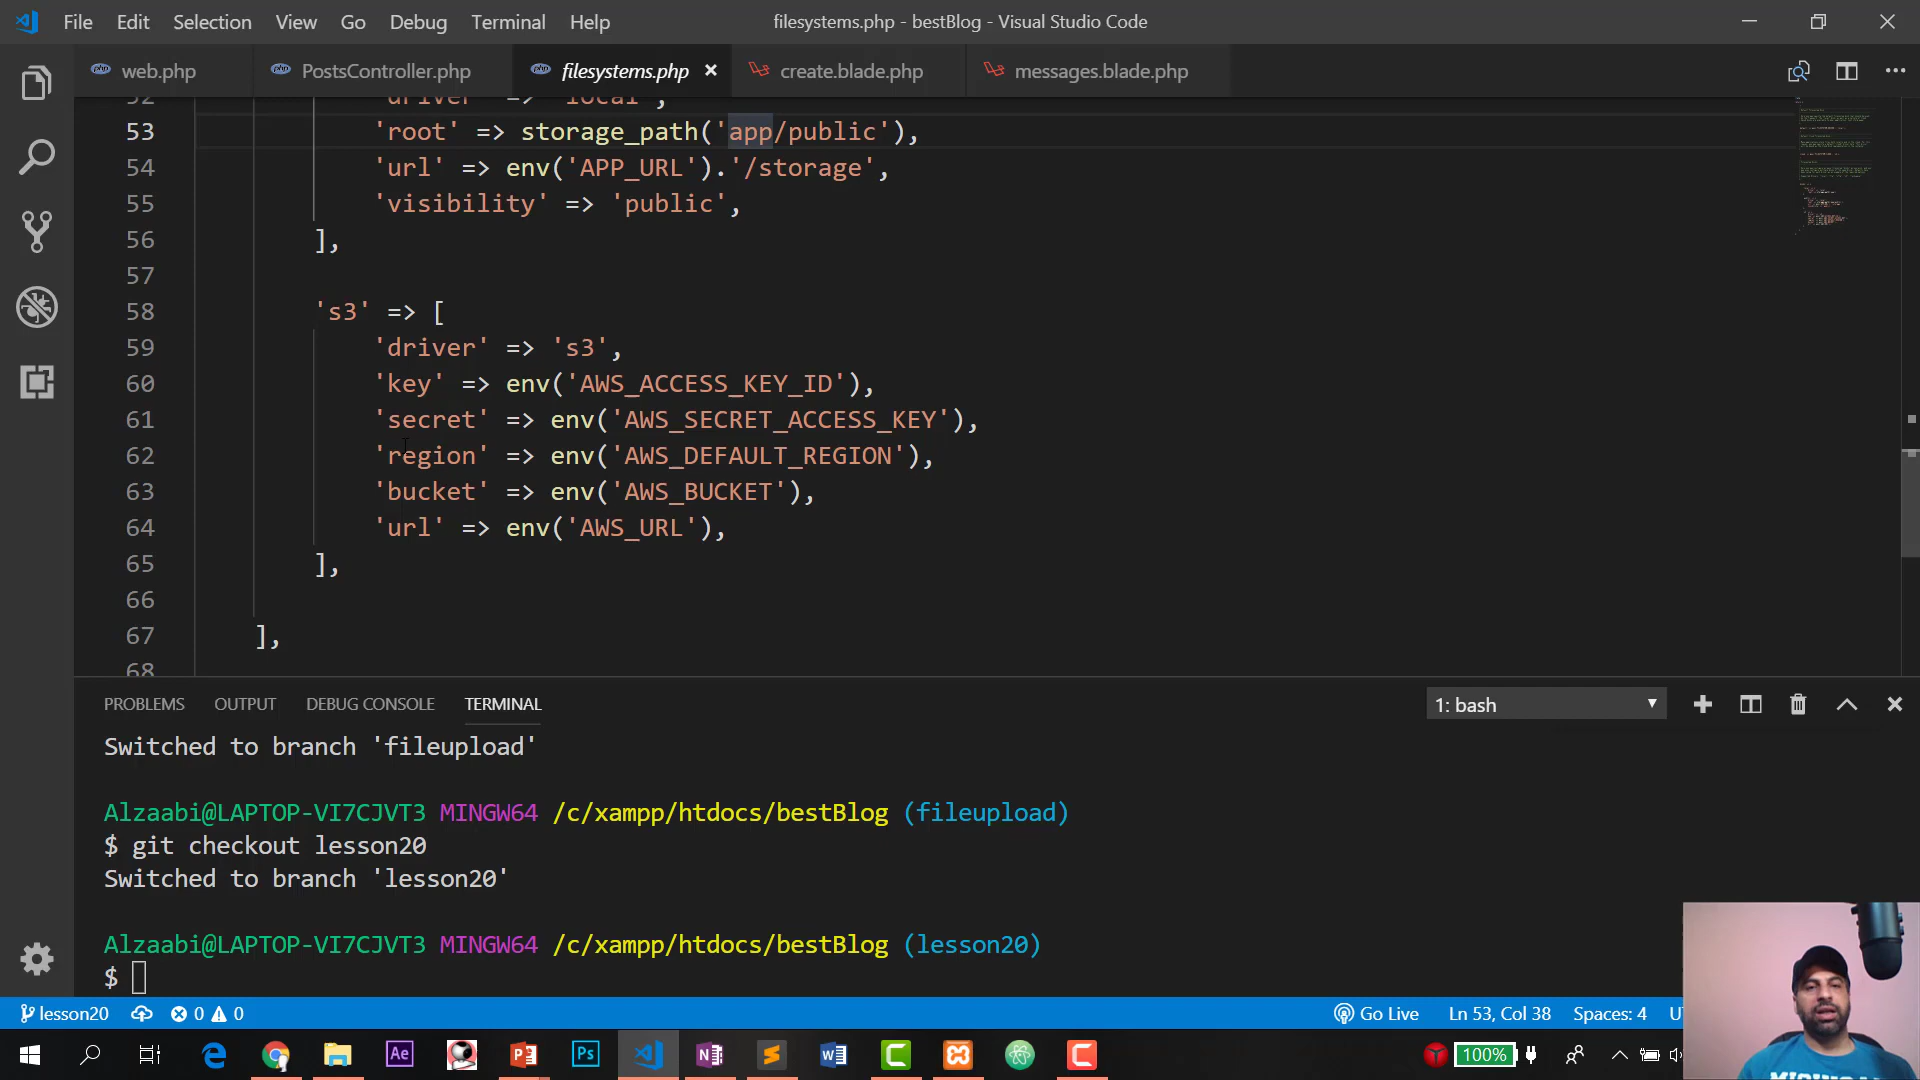 File Edit Selection View Go Debug Terminal Help
filesystems.php - bestBlog - Visual Studio Code
web.php
PostsController.php
filesystems.php
create.blade.php
messages.blade.php
52 'driver' => 'local',
53 'root' => storage_path('app/public'),
54 'url' => env('APP_URL').'/storage',
55 'visibility' => 'public',
56 ],
57
58 's3' => [
59 'driver' => 's3',
60 'key' => env('AWS_ACCESS_KEY_ID'),
61 'secret' => env('AWS_SECRET_ACCESS_KEY'),
62 'region' => env('AWS_DEFAULT_REGION'),
63 'bucket' => env('AWS_BUCKET'),
64 'url' => env('AWS_URL'),
65 ],
66
67 ],
68
PROBLEMS OUTPUT DEBUG CONSOLE TERMINAL
1: bash
Switched to branch 'fileupload'
Alzaabi@LAPTOP-VI7CJVT3 MINGW64 /c/xampp/htdocs/bestBlog (fileupload)
$ git checkout lesson20
Switched to branch 'lesson20'
Alzaabi@LAPTOP-VI7CJVT3 MINGW64 /c/xampp/htdocs/bestBlog (lesson20)
$
lesson20 0 0 Go Live Ln 53, Col 38 Spaces: 4
100%